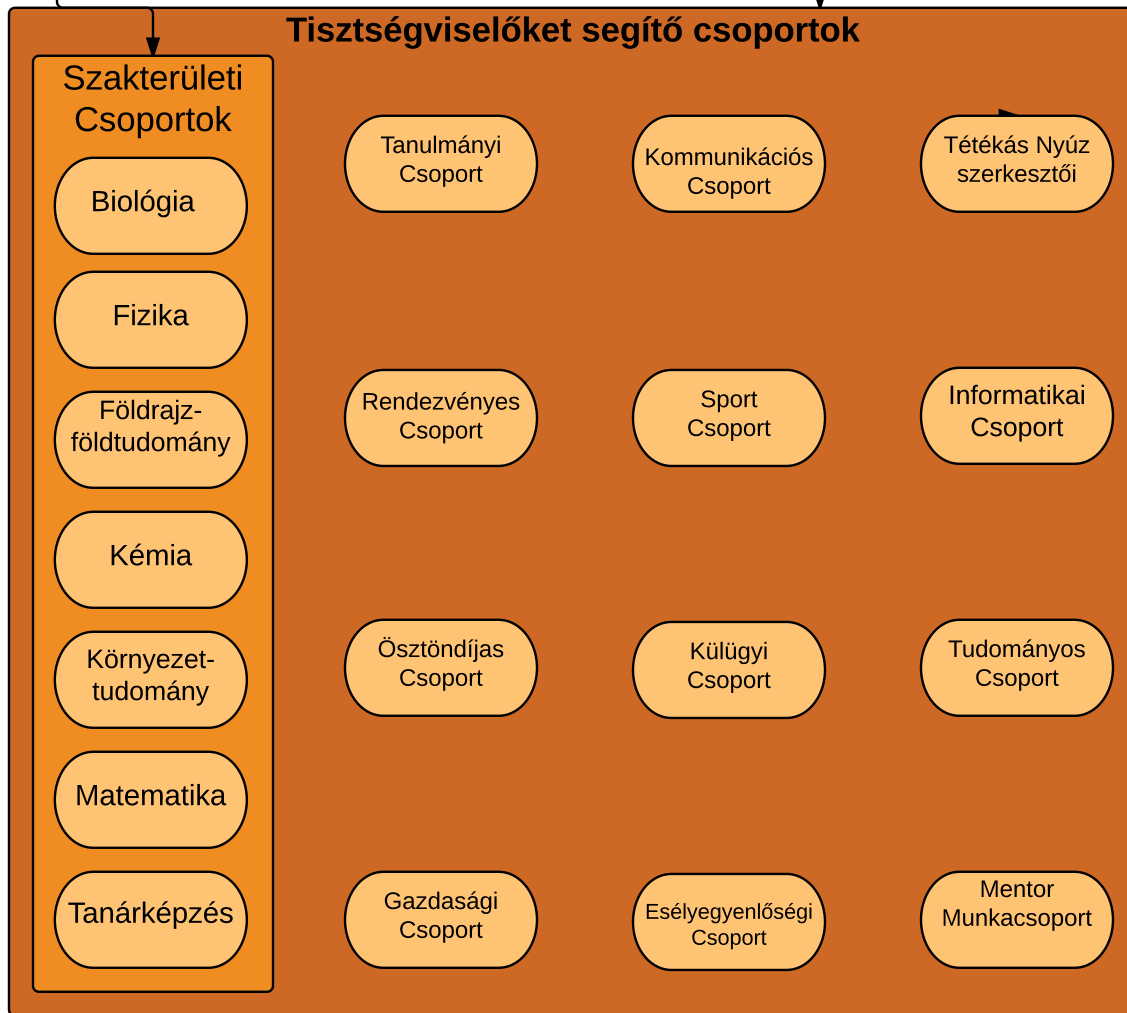 Tisztségviselőket segítő csoportok
Szakterületi
Csoportok
Biológia
Fizika
Földrajz-
földtudomány
Kémia
Környezet-
tudomány
Matematika
Tanárképzés
Tanulmányi
Csoport
Kommunikációs
Csoport
Tétékás Nyúz
szerkesztői
Rendezvényes
Csoport
Sport
Csoport
Informatikai
Csoport
Ösztöndíjas
Csoport
Külügyi
Csoport
Tudományos
Csoport
Gazdasági
Csoport
Esélyegyenlőségi
Csoport
Mentor
Munkacsoport